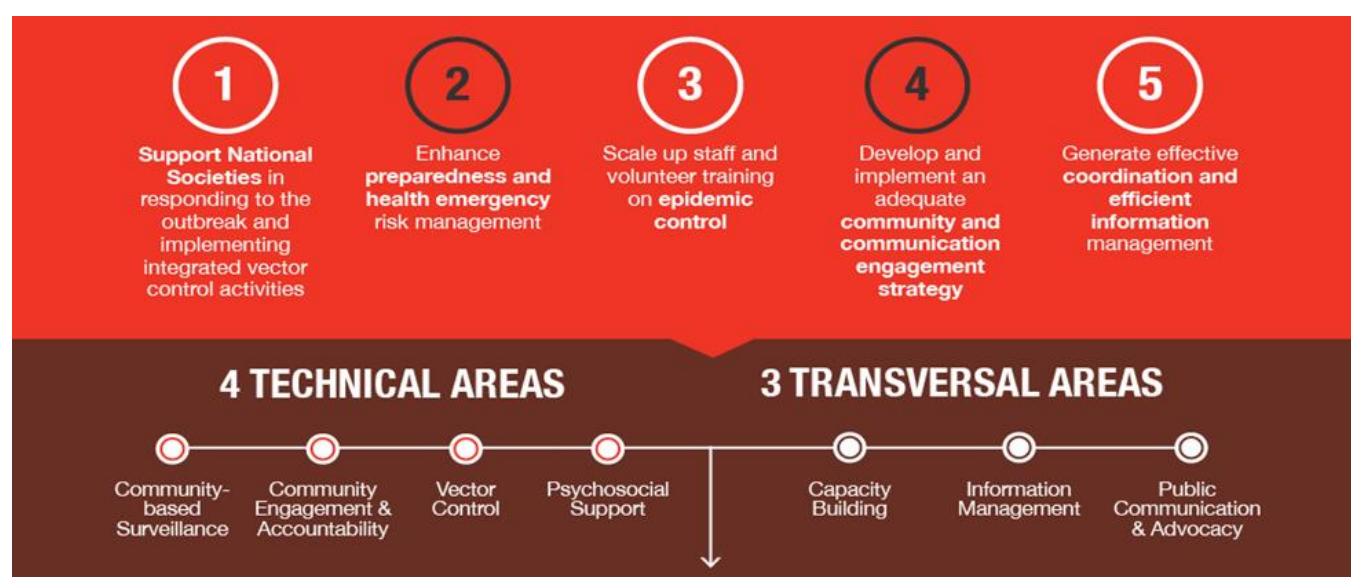 1
Support National
Societies in
responding to the
outbreak and
implementing
integrated vector
control activities
2
Enhance
preparedness and
health emergency
risk management
3
Scale up staff and
volunteer training
on epidemic
control
4
Develop and
implement an
adequate
community and
communication
engagement
strategy
5
Generate effective
coordination and
efficient
information
management
4 TECHNICAL AREAS
Community-
based
Surveillance
Community
Engagement &
Accountability
Vector
Control
Psychosocial
Support
3 TRANSVERSAL AREAS
Capacity
Building
Information
Management
Public
Communication
& Advocacy